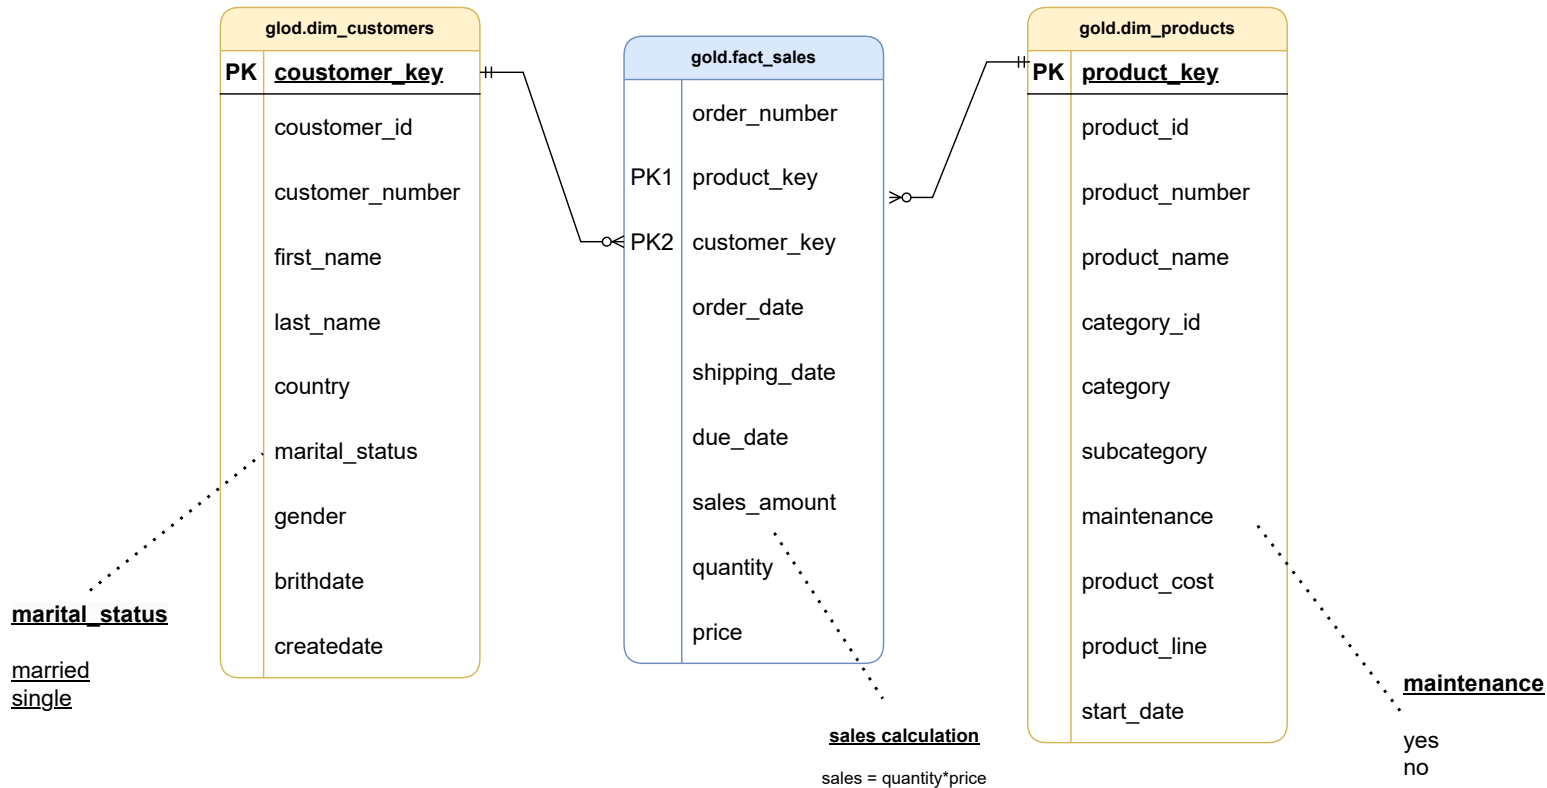 glod.dim_customers
PK coustomer_key
coustomer_id
customer_number
first_name
last_name
country
marital_status
gender
brithdate
createdate
marital_status
married
single
gold.fact_sales
order_number
PK1 product_key
PK2 customer_key
order_date
shipping_date
due_date
sales_amount
quantity
price
sales calculation
sales = quantity*price
gold.dim_products
PK product_key
product_id
product_number
product_name
category_id
category
subcategory
maintenance
product_cost
product_line
start_date
maintenance
yes
no